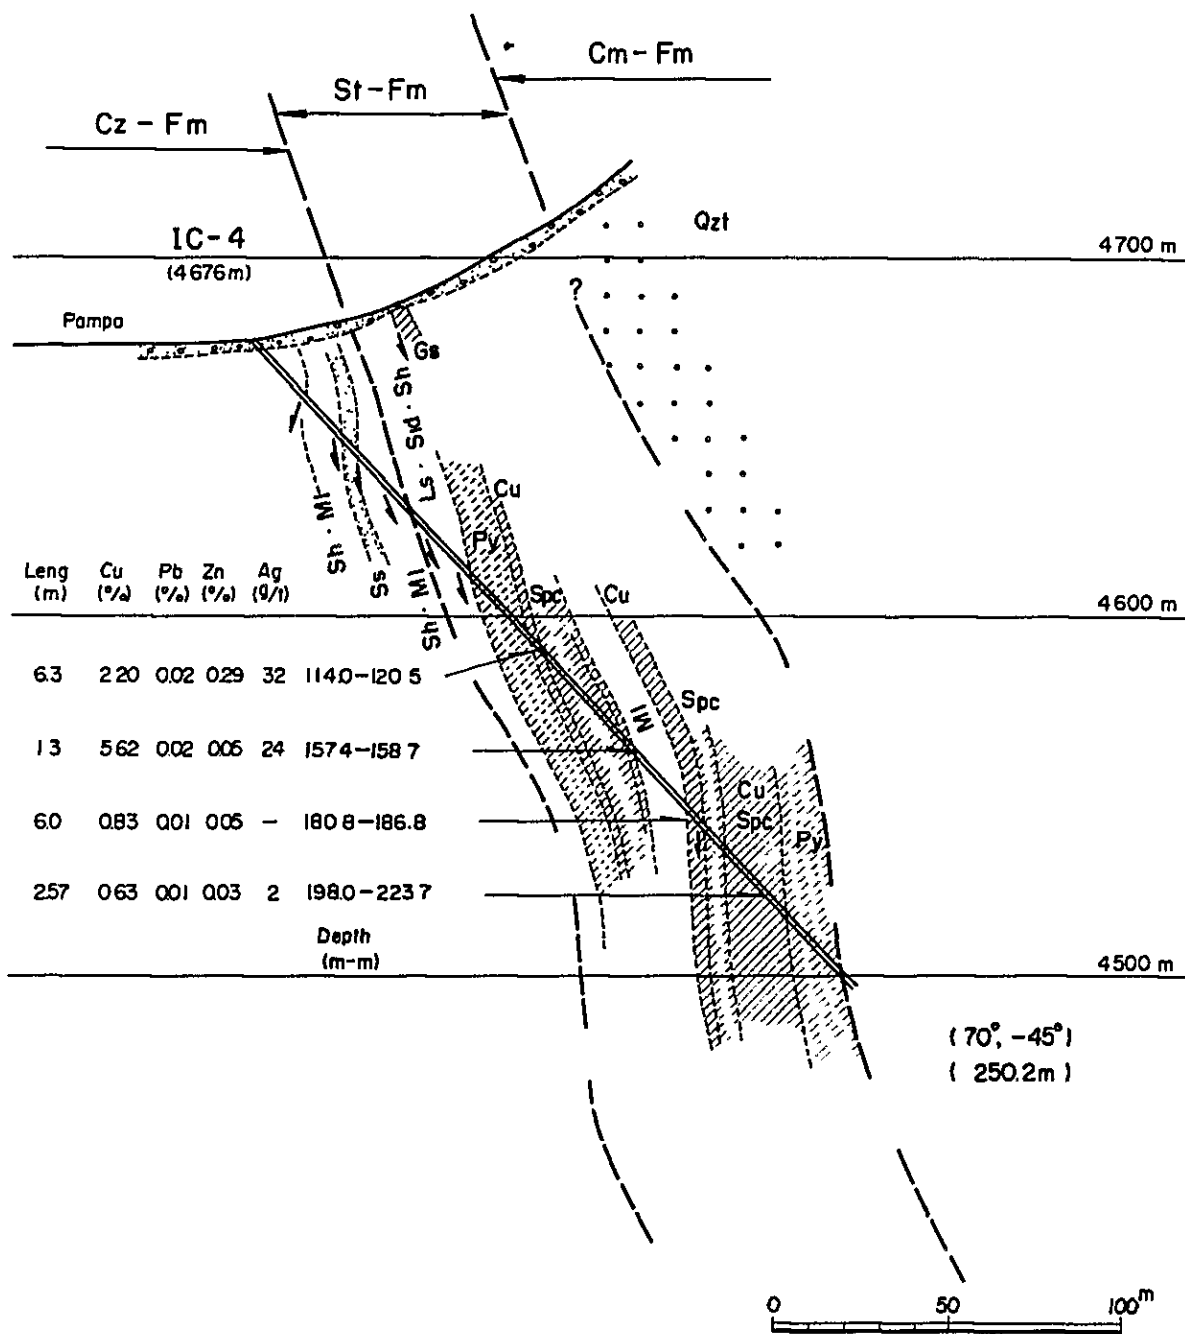 Cm - Fm
St - Fm
Cz - Fm
Qzt
IC-4
4700 m
(4676m)
?
Pampa
Gs
Ls · Sid · Sh
Cu
Sh · Ml
Py
Ss
Sh · Ml
Spc
Cu
4600 m
Leng Cu Pb Zn Ag
(m) (%) (%) (%) (g/t)
6.3 2.20 0.02 0.29 32 114.0-120.5
Ml
Spc
1.3 5.62 0.02 0.05 24 157.4-158.7
Cu
Spc
Py
6.0 0.83 0.01 0.05 - 180.8-186.8
2.57 0.63 0.01 0.03 2 198.0-223.7
Depth
(m-m)
4500 m
(70°, -45°)
( 250.2m )
0 50 100m